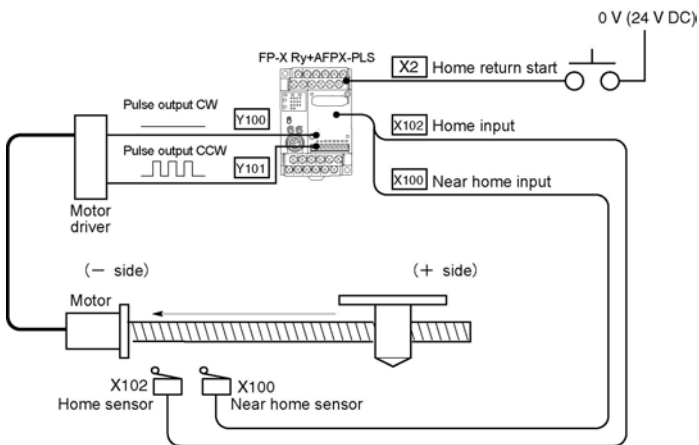 0 V (24 V DC)
FP-X Ry+AFPX-PLS
X2 Home return start
Pulse output CW
Y100
X102 Home input
Pulse output CCW
Y101
X100 Near home input
Motor
driver
(− side)
(+ side)
Motor
X102
Home sensor
X100
Near home sensor